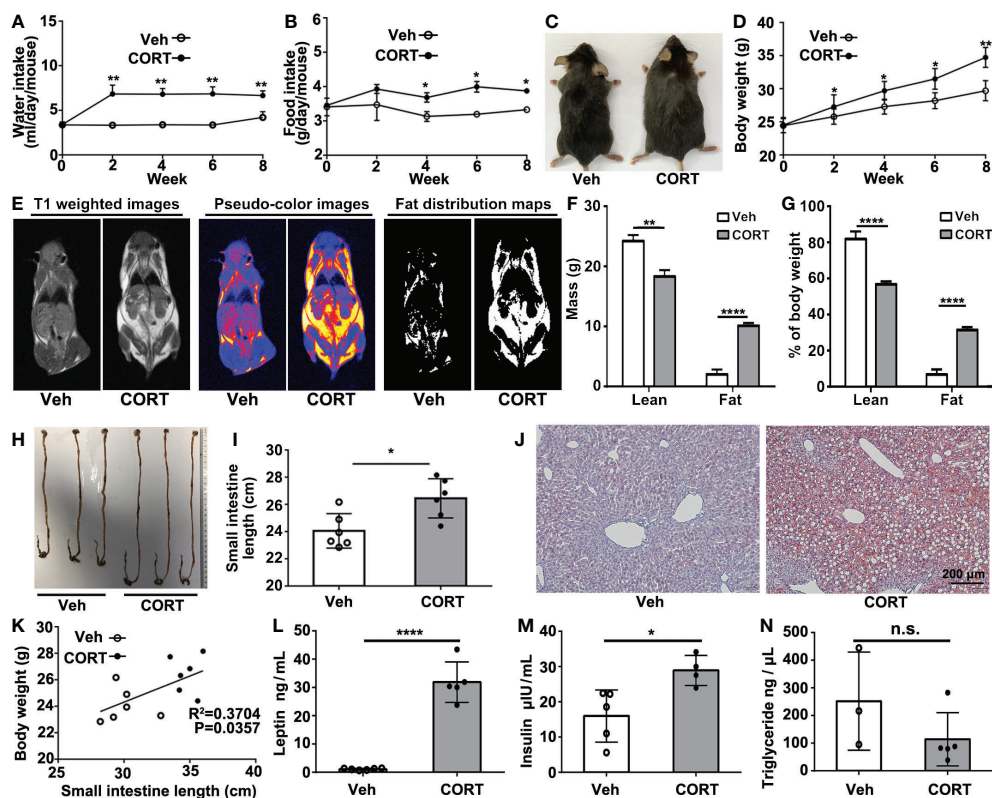 A
Water intake
(ml/day/mouse)
15
10
5
0
Veh
CORT
**
**
**
**
0
2
4
6
8
Week
B
Food intake
(g/day/mouse)
6
5
4
3
2
Veh
CORT
*
*
*
0
2
4
6
8
Week
C
Veh
CORT
D
Body weight (g)
40
35
30
25
20
Veh
CORT
*
*
*
**
0
2
4
6
8
Week
E
T1 weighted images
Pseudo-color images
Fat distribution maps
Veh
CORT
Veh
CORT
Veh
CORT
F
Mass (g)
30
20
10
0
Veh
CORT
**
****
Lean
Fat
G
% of body weight
100
80
60
40
20
0
Veh
CORT
****
****
Lean
Fat
H
Veh
CORT
I
Small intestine
length (cm)
30
28
26
24
22
20
*
Veh
CORT
J
200 µm
Veh
CORT
K
Body weight (g)
30
28
26
24
22
20
Veh
CORT
R²=0.3704
P=0.0357
25
30
35
40
Small intestine length (cm)
L
Leptin ng/mL
50
40
30
20
10
0
****
Veh
CORT
M
Insulin µIU/mL
40
30
20
10
0
*
Veh
CORT
N
Triglyceride ng / µL
500
400
300
200
100
0
n.s.
Veh
CORT